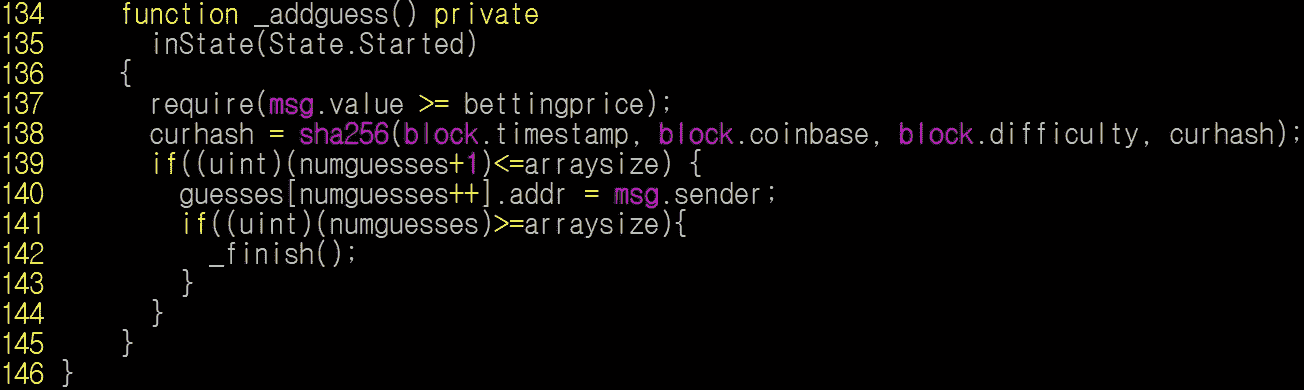 134     function _addguess() private
135       inState(State.Started)
136     {
137       require(msg.value >= bettingprice);
138       curhash = sha256(block.timestamp, block.coinbase, block.difficulty, curhash);
139       if((uint)(numguesses+1)<=arraysize) {
140         guesses[numguesses++].addr = msg.sender;
141         if((uint)(numguesses)>=arraysize){
142           _finish();
143         }
144       }
145     }
146 }